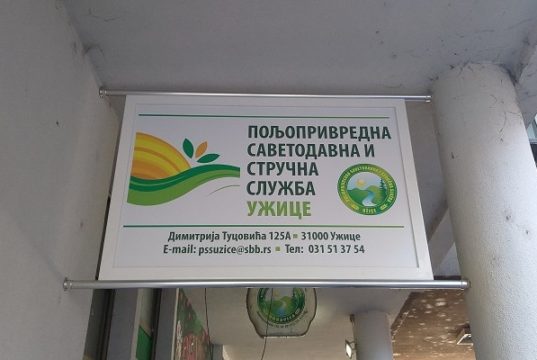 ПОЉОПРИВРЕДНА
САВЕТОДАВНА И
СТРУЧНА
СЛУЖБА
УЖИЦЕ
Димитрија Туцовића 125А ▪ 31000 Ужице
E-mail: pssuzice@sbb.rs ▪ Тел: 031 51 37 54